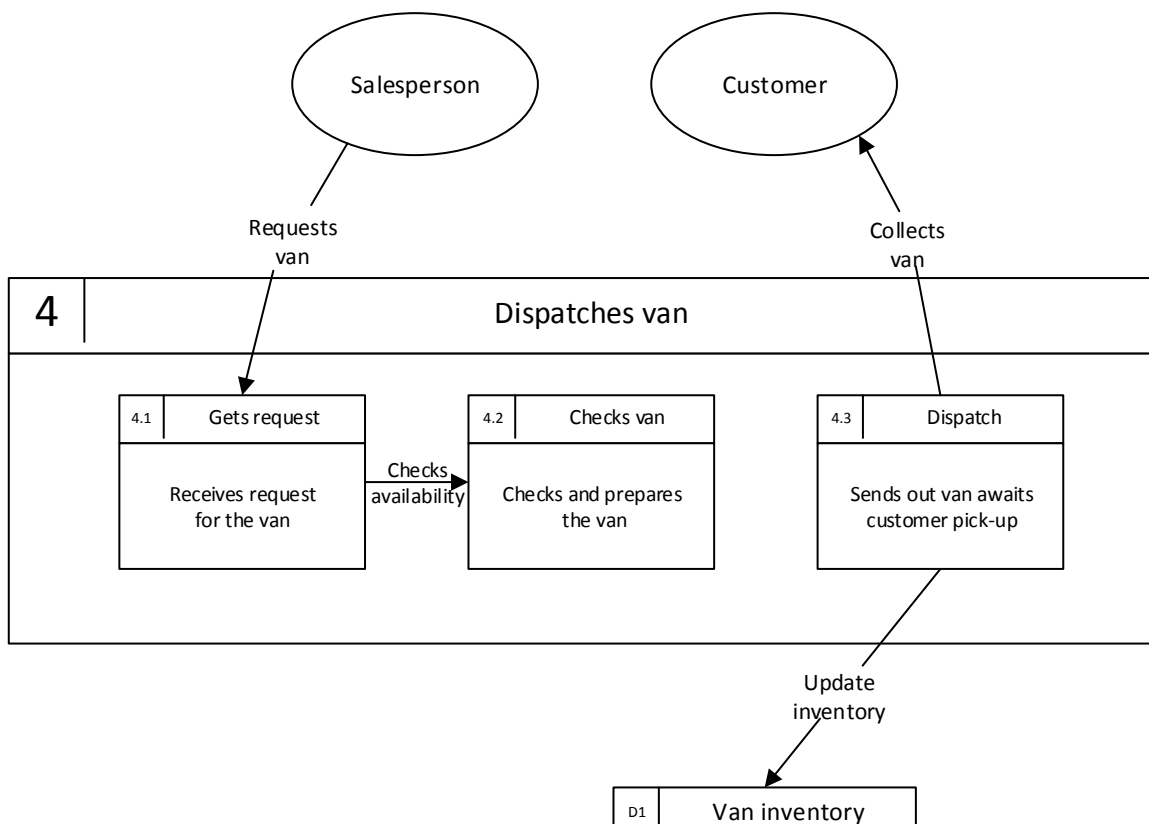 Salesperson
Customer
Requests
van
Collects
van
4
Dispatches van
4.1
Gets request
Receives request
for the van
Checks
availability
4.2
Checks van
Checks and prepares
the van
4.3
Dispatch
Sends out van awaits
customer pick-up
Update
inventory
D1
Van inventory